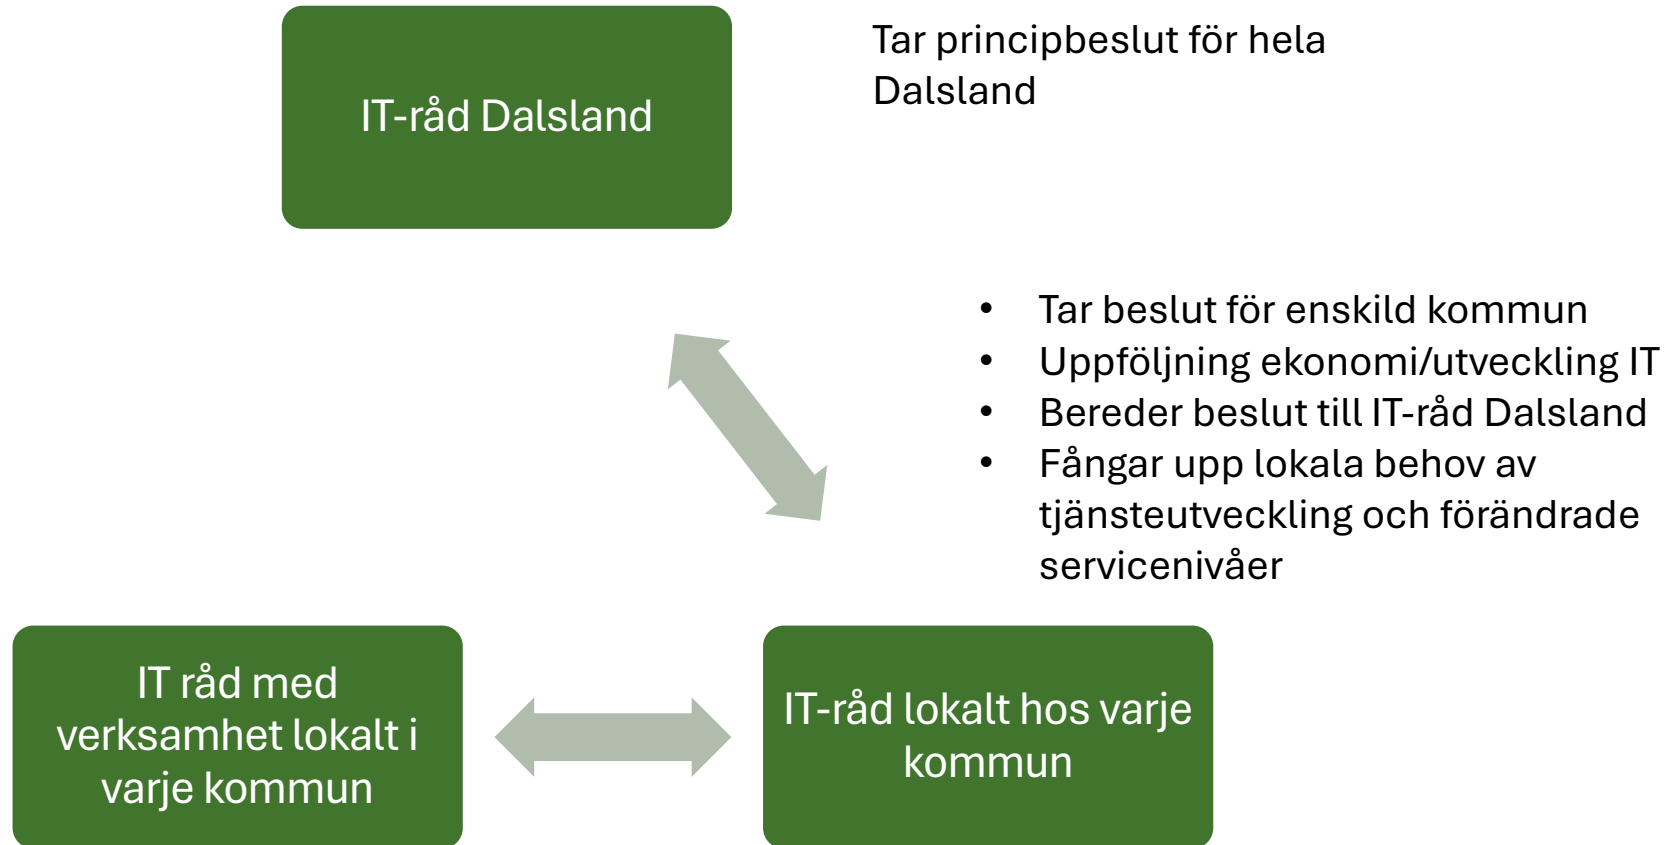 IT-råd Dalsland
Tar principbeslut för hela
Dalsland
• Tar beslut för enskild kommun
• Uppföljning ekonomi/utveckling IT
• Bereder beslut till IT-råd Dalsland
• Fångar upp lokala behov av
tjänsteutveckling och förändrade
servicenivåer
IT råd med
verksamhet lokalt i
varje kommun
IT-råd lokalt hos varje
kommun